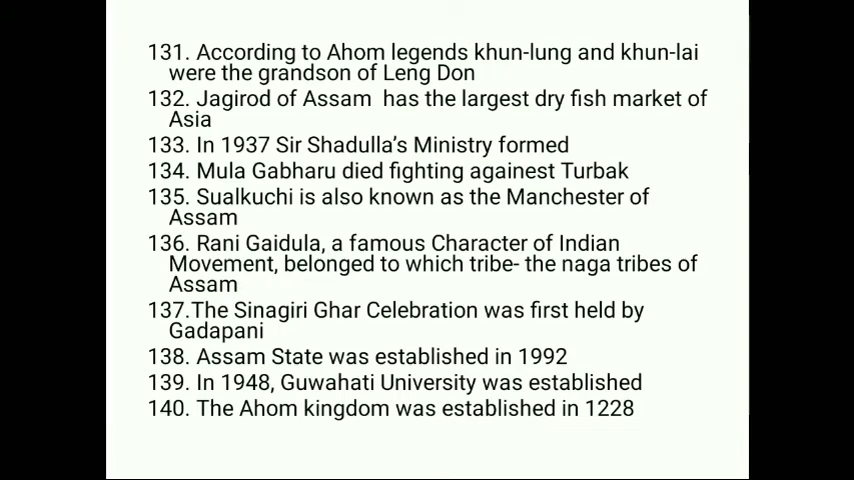 131. According to Ahom legends khun-lung and khun-lai
were the grandson of Leng Don
132. Jagirod of Assam has the largest dry fish market of
Asia
133. In 1937 Sir Shadulla’s Ministry formed
134. Mula Gabharu died fighting againest Turbak
135. Sualkuchi is also known as the Manchester of
Assam
136. Rani Gaidula, a famous Character of Indian
Movement, belonged to which tribe- the naga tribes of
Assam
137.The Sinagiri Ghar Celebration was first held by
Gadapani
138. Assam State was established in 1992
139. In 1948, Guwahati University was established
140. The Ahom kingdom was established in 1228